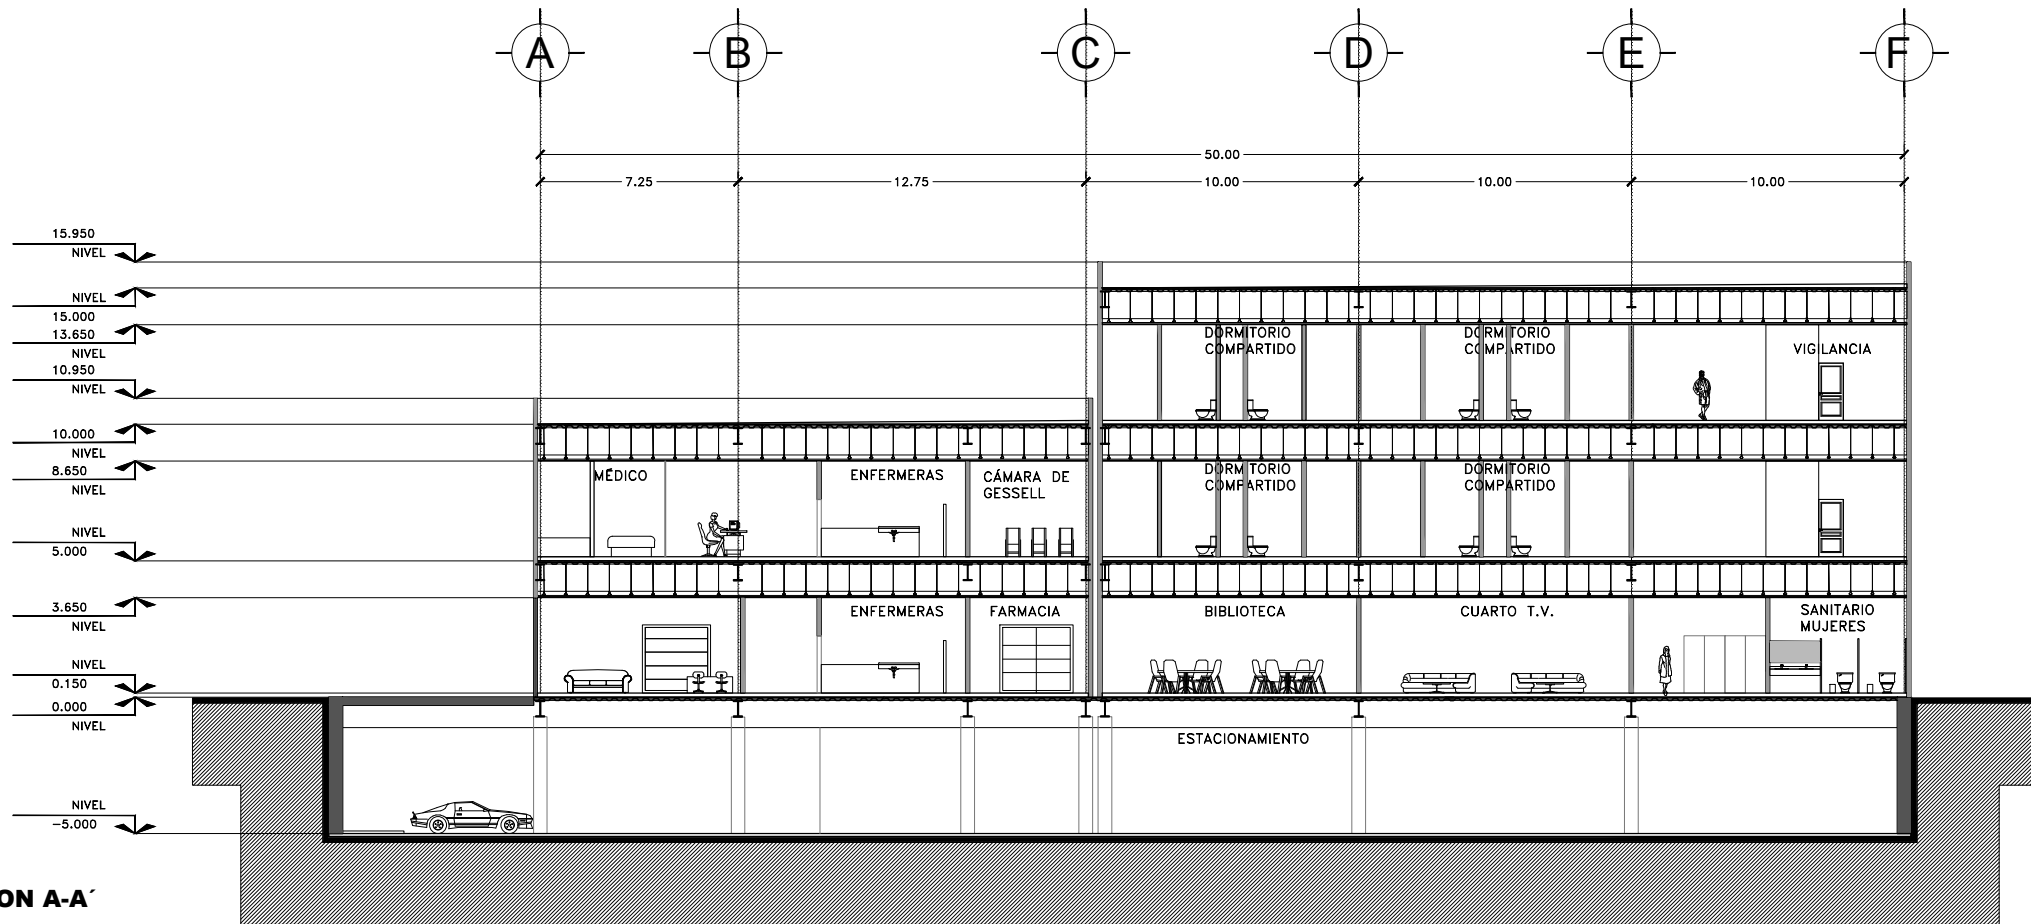 A B C D E F
50.00
7.25 12.75 10.00 10.00 10.00
15.950
NIVEL
NIVEL
15.000
13.650
NIVEL
10.950
NIVEL
10.000
NIVEL
8.650
NIVEL
NIVEL
5.000
3.650
NIVEL
NIVEL
0.150
0.000
NIVEL
NIVEL
-5.000
DORMITORIO
COMPARTIDO
DORMITORIO
COMPARTIDO
VIGILANCIA
MÉDICO
ENFERMERAS
CÁMARA DE
GESSELL
DORMITORIO
COMPARTIDO
DORMITORIO
COMPARTIDO
ENFERMERAS
FARMACIA
BIBLIOTECA
CUARTO T.V.
SANITARIO
MUJERES
ESTACIONAMIENTO
ON A-A´